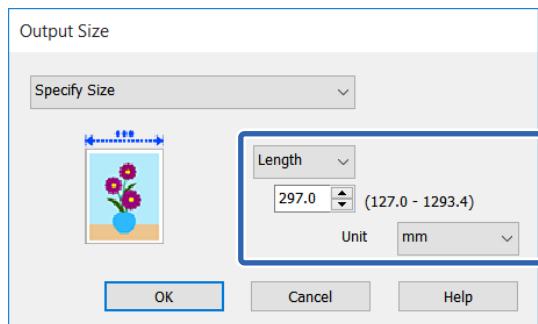 Output Size
Specify Size
Length
297.0 (127.0 - 1293.4)
Unit mm
OK Cancel Help